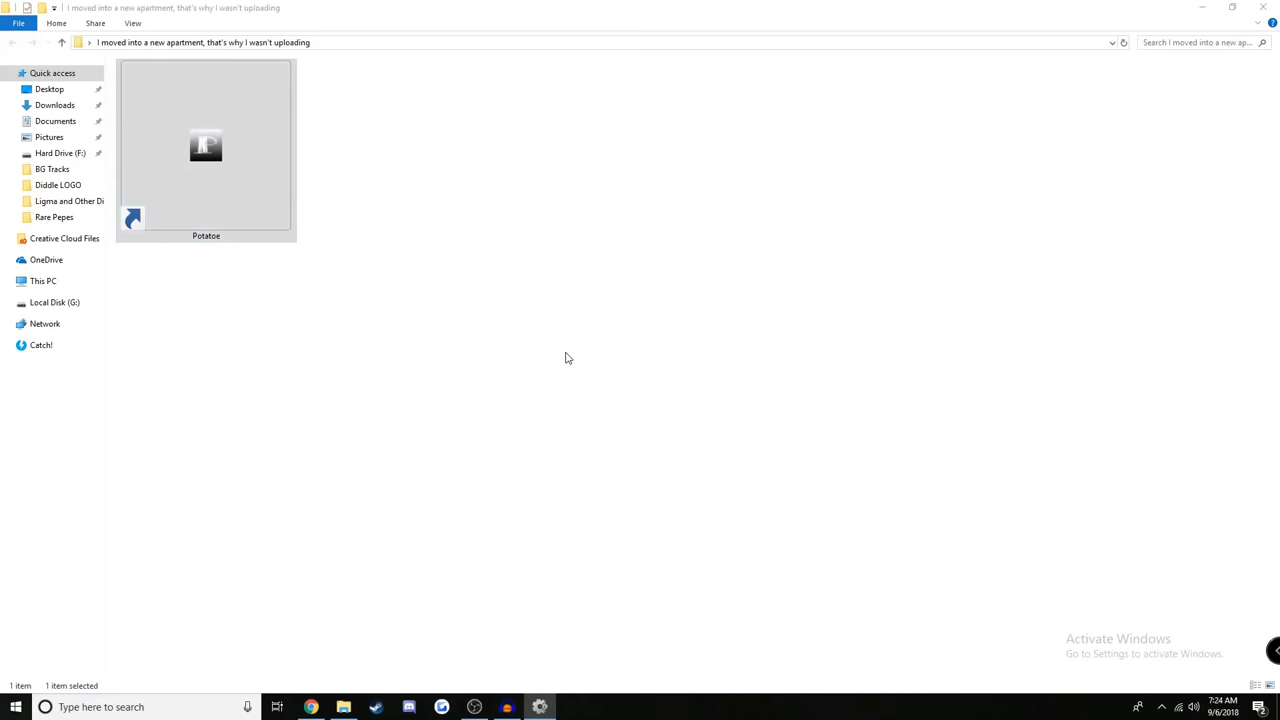 I moved into a new apartment, that's why I wasn't uploading
File Home Share View
I moved into a new apartment, that's why I wasn't uploading
Search I moved into a new ap...
Quick access
Desktop
Downloads
Documents
Pictures
Hard Drive (F:)
BG Tracks
Diddle LOGO
Ligma and Other Di
Rare Pepes
Creative Cloud Files
OneDrive
This PC
Local Disk (G:)
Network
Catch!
P
Potatoe
Activate Windows
Go to Settings to activate Windows.
1 item 1 item selected
Type here to search
7:24 AM
9/6/2018
2